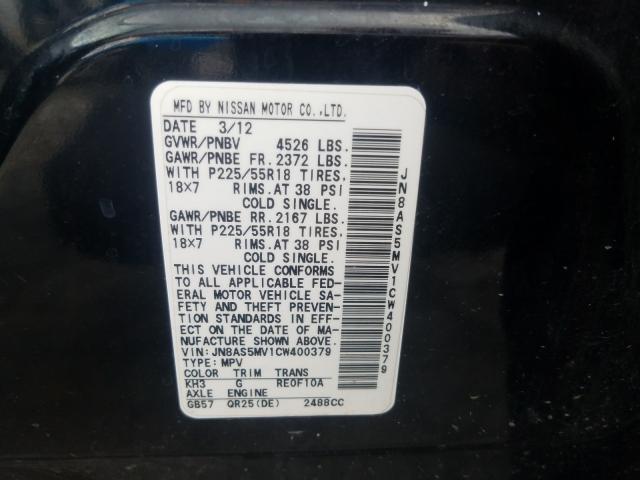 MFD BY NISSAN MOTOR CO.,LTD.
DATE 3/12
GVWR/PNBV 4526 LBS.
GAWR/PNBE FR. 2372 LBS.
WITH P225/55R18 TIRES,
18×7 RIMS.AT 38 PSI
COLD SINGLE.
GAWR/PNBE RR. 2167 LBS.
WITH P225/55R18 TIRES,
18×7 RIMS.AT 38 PSI
COLD SINGLE.
THIS VEHICLE CONFORMS
TO ALL APPLICABLE FED-
ERAL MOTOR VEHICLE SA-
FETY AND THEFT PREVEN-
TION STANDARDS IN EFF-
ECT ON THE DATE OF MA-
NUFACTURE SHOWN ABOVE.
VIN:JN8AS5MV1CW400379
TYPE:MPV
COLOR TRIM TRANS
KH3 G RE0F10A
AXLE ENGINE
GB57 QR25(DE) 2488CC
JN8AS5MV1CW400379